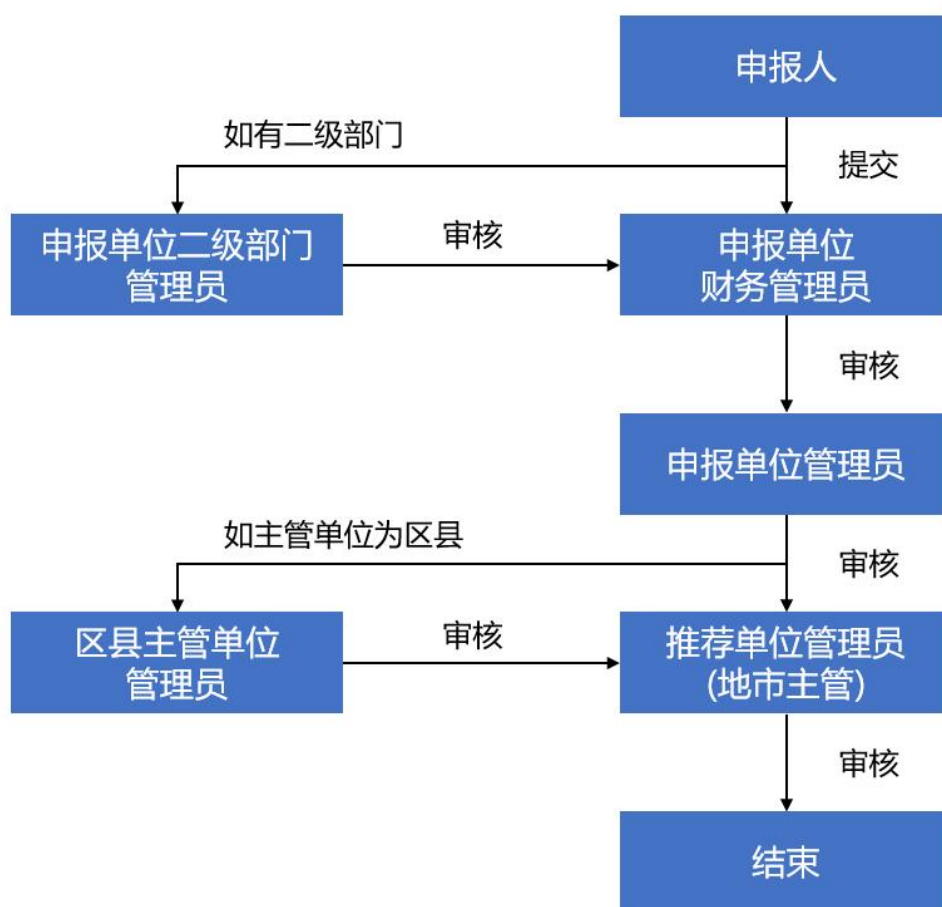 申报人
如有二级部门
提交
申报单位二级部门
管理员
审核
申报单位
财务管理员
审核
申报单位管理员
如主管单位为区县
审核
区县主管单位
管理员
审核
推荐单位管理员
(地市主管)
审核
结束